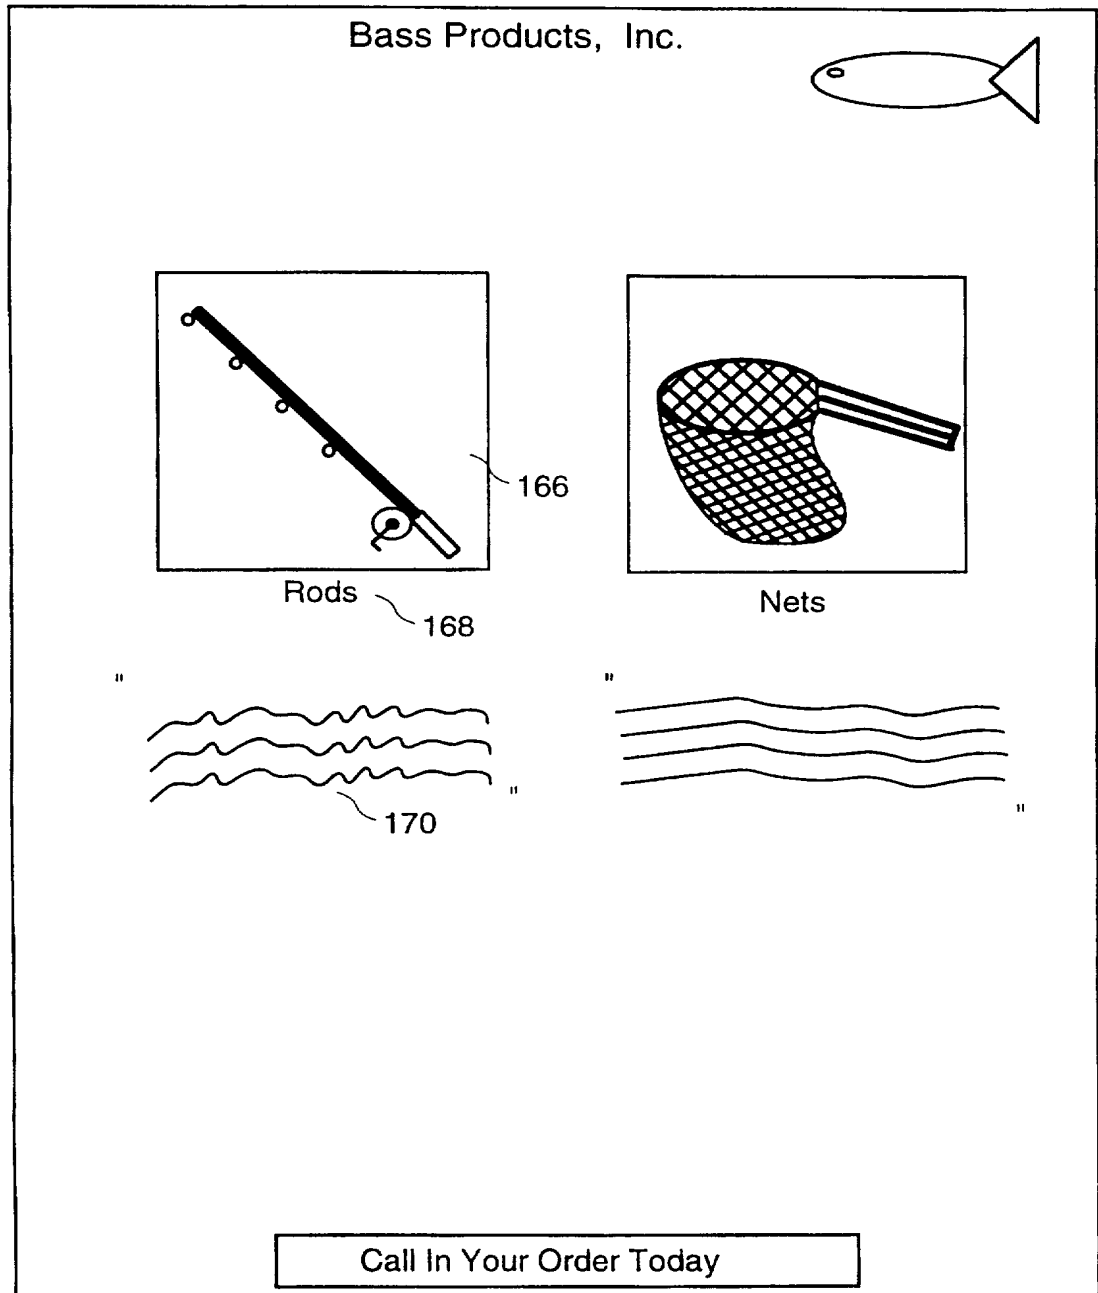 Bass Products, Inc.
166
Rods
168
Nets
"
"
"
170
"
Call In Your Order Today